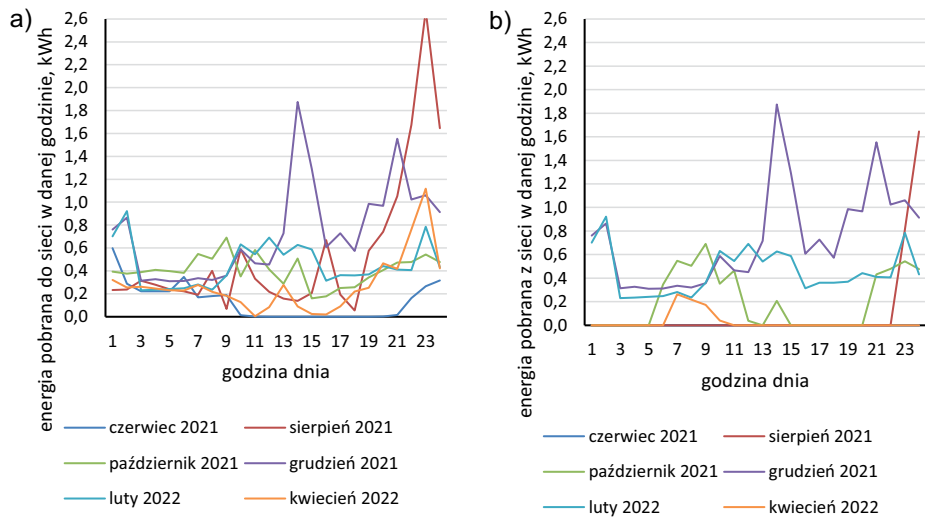 a)
energia pobrana do sieci w danej godzinie, kWh
2,6
2,4
2,2
2,0
1,8
1,6
1,4
1,2
1,0
0,8
0,6
0,4
0,2
0,0
1 3 5 7 9 11 13 15 17 19 21 23
godzina dnia
czerwiec 2021 sierpień 2021
październik 2021 grudzień 2021
luty 2022 kwiecień 2022
b)
energia pobrana z sieci w danej godzinie, kWh
2,6
2,4
2,2
2,0
1,8
1,6
1,4
1,2
1,0
0,8
0,6
0,4
0,2
0,0
1 3 5 7 9 11 13 15 17 19 21 23
godzina dnia
czerwiec 2021 sierpień 2021
październik 2021 grudzień 2021
luty 2022 kwiecień 2022